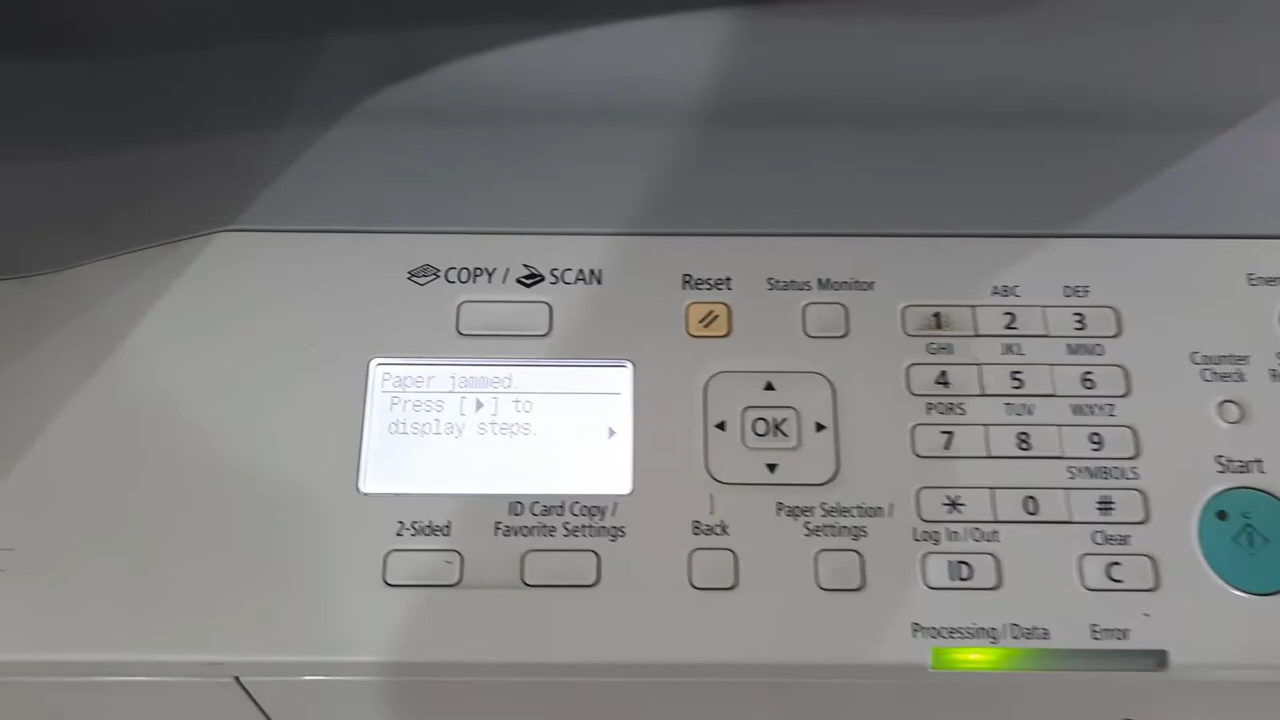 COPY / SCAN
Reset
Status Monitor
Paper jammed.
Press [▶] to
display steps.
2-Sided
ID Card Copy /
Favorite Settings
OK
Back
Paper Selection /
Settings
ABC DEF
1 2 3
GHI JKL MNO
4 5 6
PQRS TUV WXYZ
7 8 9
SYMBOLS
* 0 #
Log In/Out
ID
Clear
C
Counter
Check
Start
Processing/Data
Error